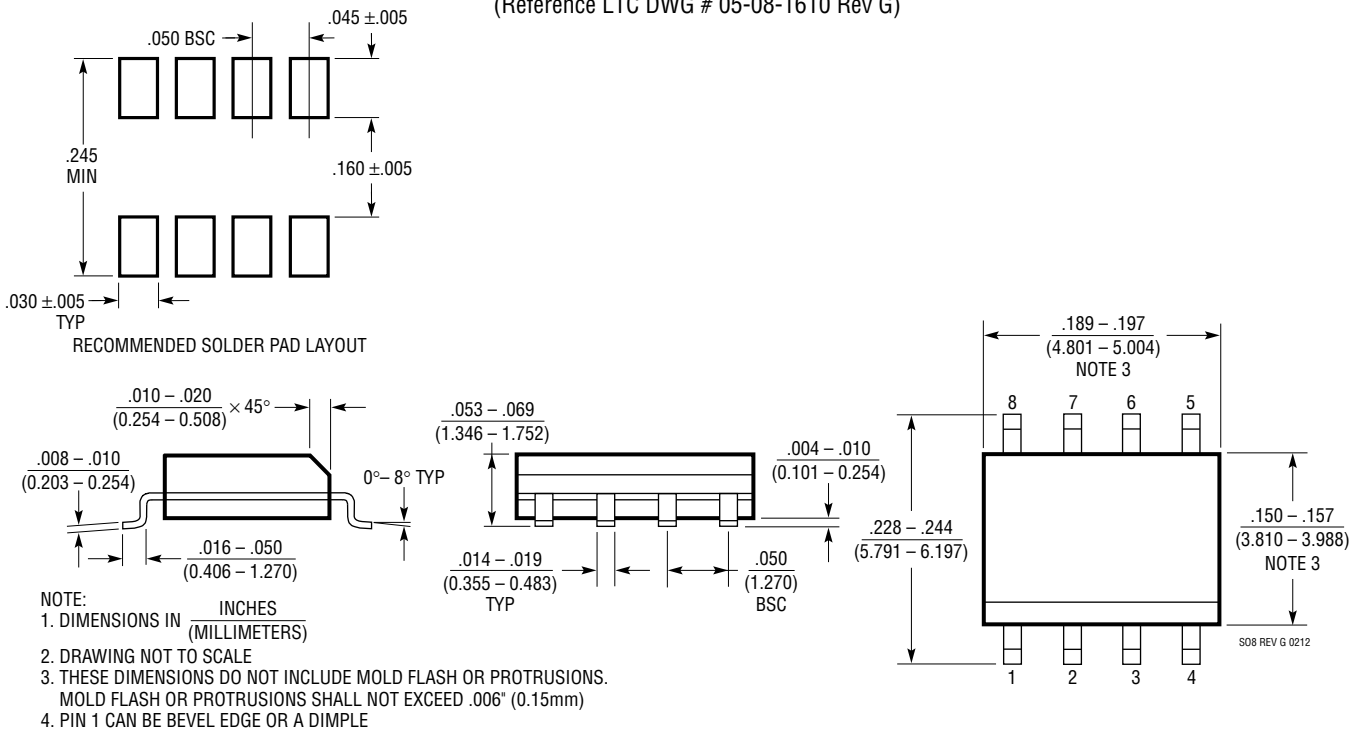 (Reference LTC DWG # 05-08-1610 Rev G)
.050 BSC
.045 ±.005
.245
MIN
.160 ±.005
.030 ±.005
TYP
RECOMMENDED SOLDER PAD LAYOUT
.010 – .020
(0.254 – 0.508)
× 45°
.008 – .010
(0.203 – 0.254)
0°– 8° TYP
.016 – .050
(0.406 – 1.270)
.053 – .069
(1.346 – 1.752)
.004 – .010
(0.101 – 0.254)
.014 – .019
(0.355 – 0.483)
TYP
.050
(1.270)
BSC
.189 – .197
(4.801 – 5.004)
NOTE 3
8 7 6 5
.228 – .244
(5.791 – 6.197)
.150 – .157
(3.810 – 3.988)
NOTE 3
1 2 3 4
SO8 REV G 0212
NOTE:
1. DIMENSIONS IN INCHES
(MILLIMETERS)
2. DRAWING NOT TO SCALE
3. THESE DIMENSIONS DO NOT INCLUDE MOLD FLASH OR PROTRUSIONS.
MOLD FLASH OR PROTRUSIONS SHALL NOT EXCEED .006" (0.15mm)
4. PIN 1 CAN BE BEVEL EDGE OR A DIMPLE